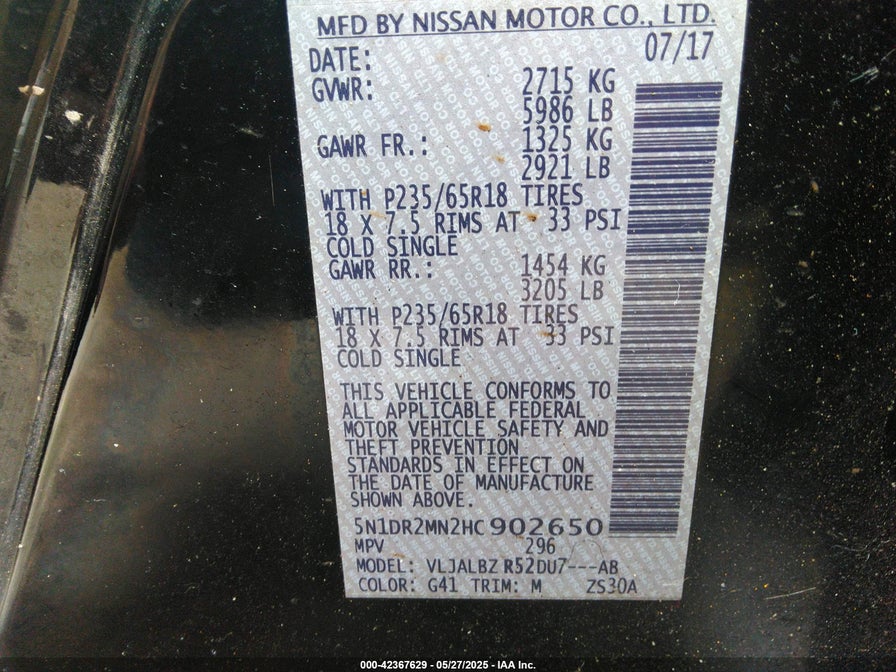 MFD BY NISSAN MOTOR CO., LTD.
DATE: 07/17
GVWR: 2715 KG
5986 LB
GAWR FR.: 1325 KG
2921 LB
WITH P235/65R18 TIRES
18 X 7.5 RIMS AT 33 PSI
COLD SINGLE
GAWR RR.: 1454 KG
3205 LB
WITH P235/65R18 TIRES
18 X 7.5 RIMS AT 33 PSI
COLD SINGLE
THIS VEHICLE CONFORMS TO
ALL APPLICABLE FEDERAL
MOTOR VEHICLE SAFETY AND
THEFT PREVENTION
STANDARDS IN EFFECT ON
THE DATE OF MANUFACTURE
SHOWN ABOVE.
5N1DR2MN2HC902650
MPV 296
MODEL: VLJALBZ R52DU7---AB
COLOR: G41 TRIM: M ZS30A
000-42367629 - 05/27/2025 - IAA Inc.